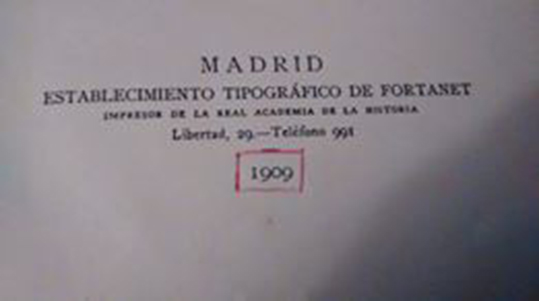 MADRID
ESTABLECIMIENTO TIPOGRÁFICO DE FORTANET
IMPRESOR DE LA REAL ACADEMIA DE LA HISTORIA
Libertad, 29.—Teléfono 991
1909